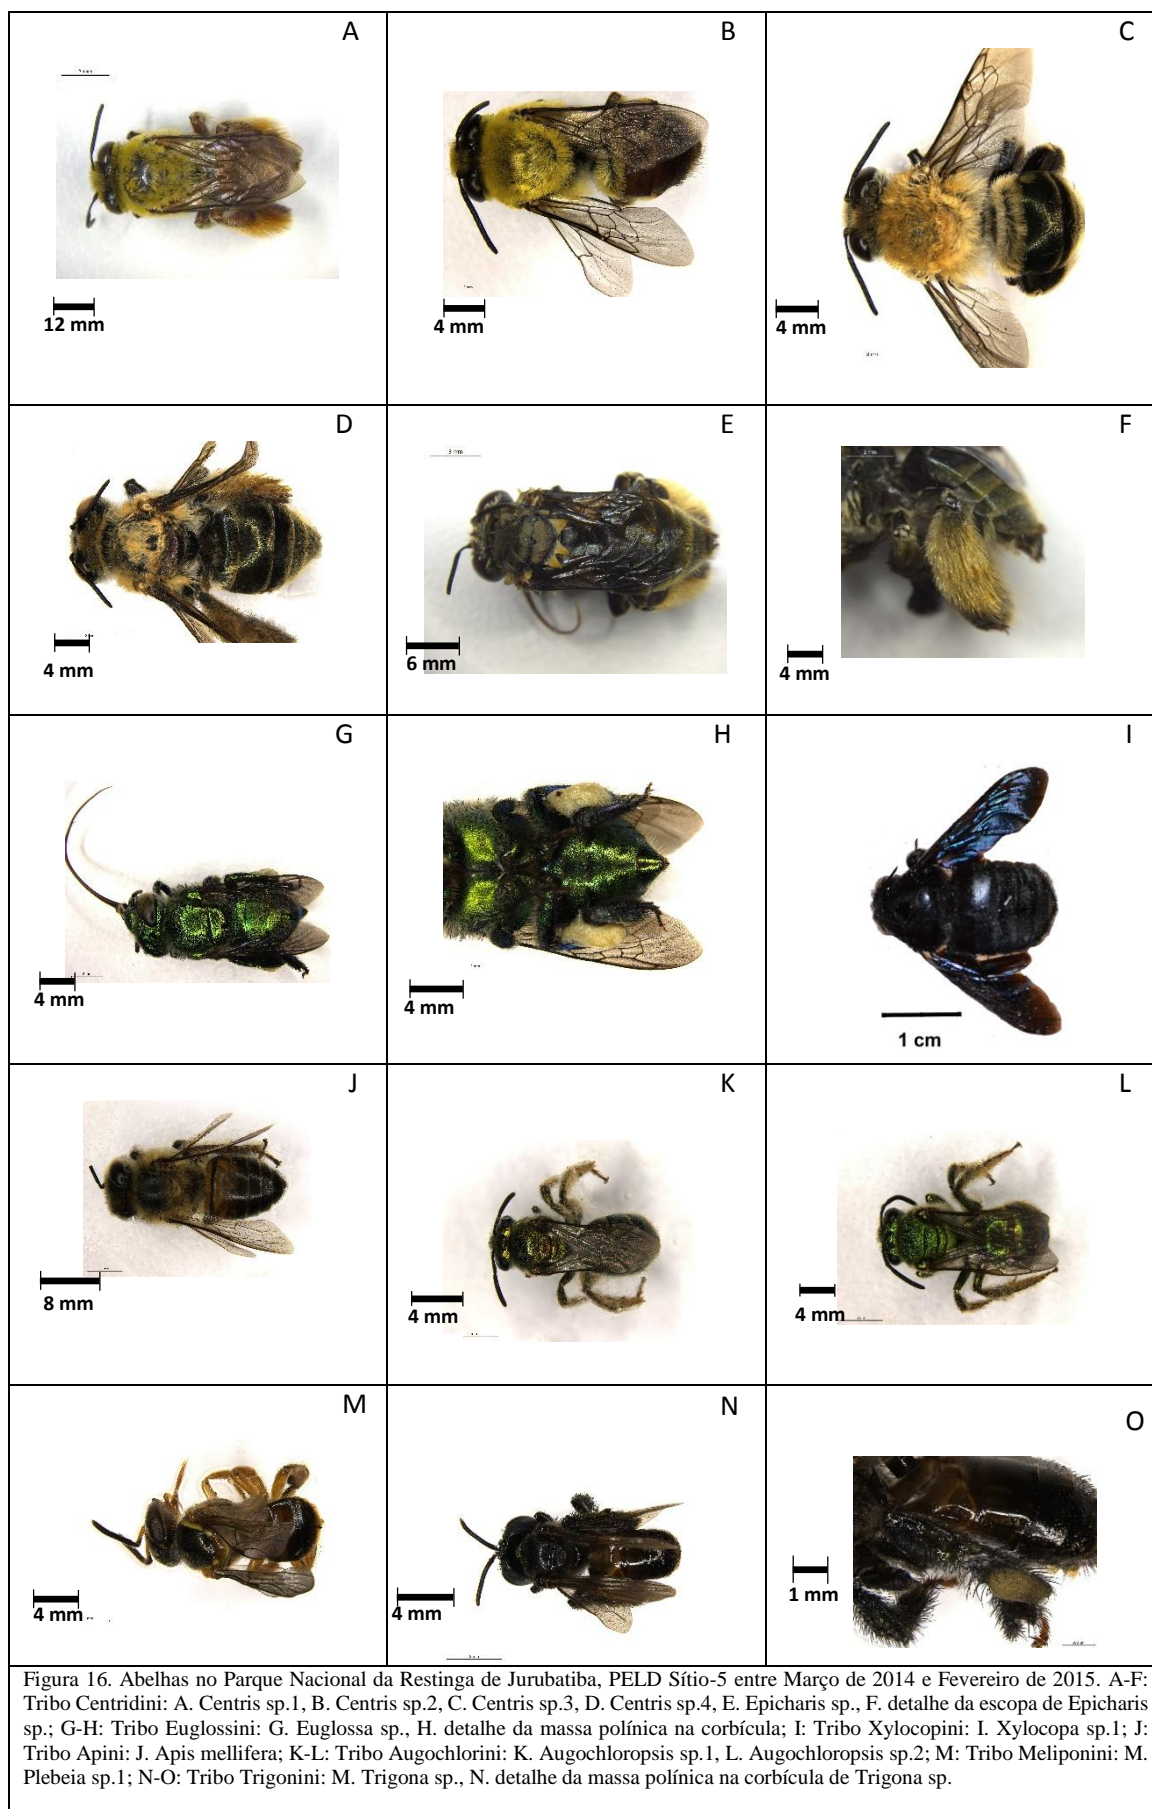 A
B
C
12 mm
4 mm
4 mm
D
E
3 mm
F
2 mm
4 mm
6 mm
4 mm
G
H
I
4 mm
4 mm
1 cm
J
K
L
8 mm
4 mm
4 mm
M
N
O
4 mm
4 mm
1 mm
Figura 16. Abelhas no Parque Nacional da Restinga de Jurubatiba, PELD Sítio-5 entre Março de 2014 e Fevereiro de 2015. A-F:
Tribo Centridini: A. Centris sp.1, B. Centris sp.2, C. Centris sp.3, D. Centris sp.4, E. Epicharis sp., F. detalhe da escopa de Epicharis
sp.; G-H: Tribo Euglossini: G. Euglossa sp., H. detalhe da massa polínica na corbícula; I: Tribo Xylocopini: I. Xylocopa sp.1; J:
Tribo Apini: J. Apis mellifera; K-L: Tribo Augochlorini: K. Augochloropsis sp.1, L. Augochloropsis sp.2; M: Tribo Meliponini: M.
Plebeia sp.1; N-O: Tribo Trigonini: M. Trigona sp., N. detalhe da massa polínica na corbícula de Trigona sp.